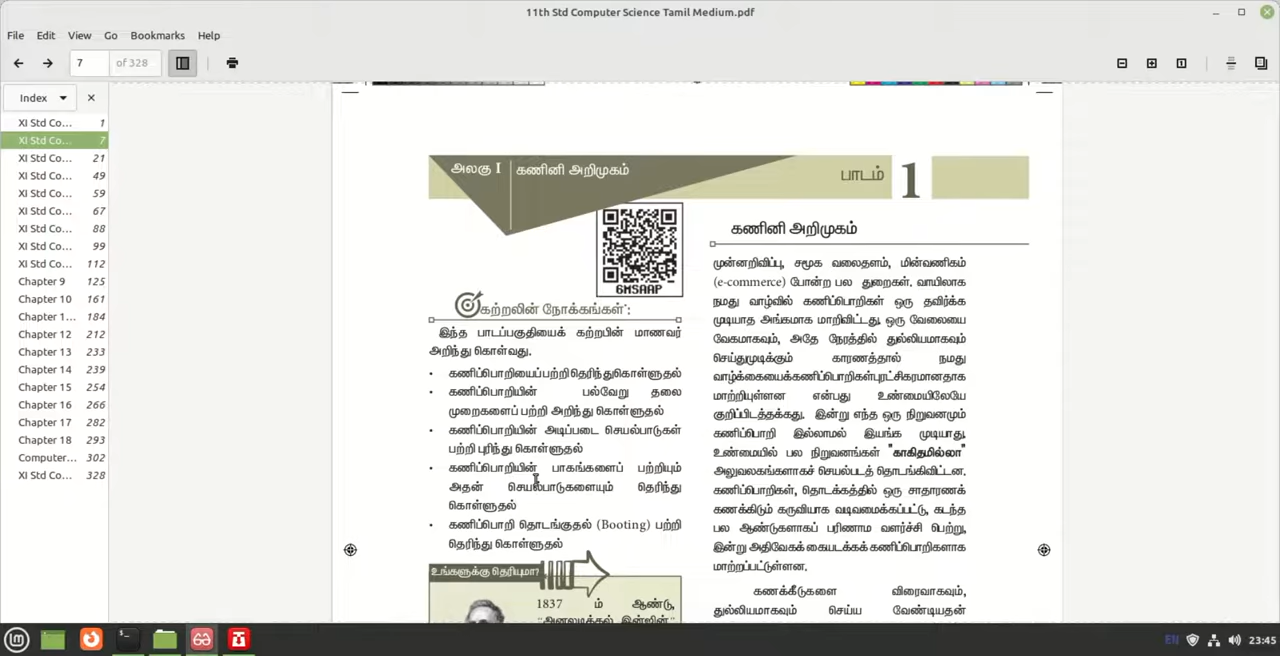 11th Std Computer Science Tamil Medium.pdf
File Edit View Go Bookmarks Help
7 of 328
Index
XI Std Co... 1
XI Std Co... 7
XI Std Co... 21
XI Std Co... 49
XI Std Co... 59
XI Std Co... 67
XI Std Co... 88
XI Std Co... 99
XI Std Co... 112
Chapter 9 125
Chapter 10 161
Chapter 1... 184
Chapter 12 212
Chapter 13 233
Chapter 14 239
Chapter 15 254
Chapter 16 266
Chapter 17 282
Chapter 18 293
Computer... 302
XI Std Co... 328
அலகு I கணினி அறிமுகம்
பாடம் 1
6MSAAP
கற்றலின் நோக்கங்கள்:
இந்த பாடப்பகுதியைக் கற்றபின் மாணவர்
அறிந்து கொள்வது.
• கணிப்பொறியைப்பற்றிதெரிந்துகொள்ளுதல்
• கணிப்பொறியின் பல்வேறு தலை
முறைகளைப் பற்றி அறிந்து கொள்ளுதல்
• கணிப்பொறியின் அடிப்படை செயல்பாடுகள்
பற்றி புரிந்து கொள்ளுதல்
• கணிப்பொறியின் பாகங்களைப் பற்றியும்
அதன் செயல்பாடுகளையும் தெரிந்து
கொள்ளுதல்
• கணிப்பொறி தொடங்குதல் (Booting) பற்றி
தெரிந்து கொள்ளுதல்
உங்களுக்கு தெரியுமா?
1837 ம் ஆண்டு,
கணினி அறிமுகம்
முன்னறிவிப்பு, சமூக வலைதளம், மின்வணிகம்
(e-commerce) போன்ற பல துறைகள். வாயிலாக
நமது வாழ்வில் கணிப்பொறிகள் ஒரு தவிர்க்க
முடியாத அங்கமாக மாறிவிட்டது. ஒரு வேலையை
வேகமாகவும், அதே நேரத்தில் துல்லியமாகவும்
செய்துமுடிக்கும் காரணத்தால் நமது
வாழ்க்கையைக்கணிப்பொறிகள்புரட்சிகரமானதாக
மாற்றியுள்ளன என்பது உண்மையிலேயே
குறிப்பிடத்தக்கது. இன்று எந்த ஒரு நிறுவனமும்
கணிப்பொறி இல்லாமல் இயங்க முடியாது.
உண்மையில் பல நிறுவனங்கள் "காகிதமில்லா"
அலுவலகங்களாகச் செயல்படத் தொடங்கிவிட்டன.
கணிப்பொறிகள், தொடக்கத்தில் ஒரு சாதாரணக்
கணக்கிடும் கருவியாக வடிவமைக்கப்பட்டு, கடந்த
பல ஆண்டுகளாகப் பரிணாம வளர்ச்சி பெற்று,
இன்று அதிவேகக் கையடக்கக் கணிப்பொறிகளாக
மாற்றப்பட்டுள்ளன.
கணக்கீடுகளை விரைவாகவும்,
துல்லியமாகவும் செய்ய வேண்டியதன்
EN 23:45